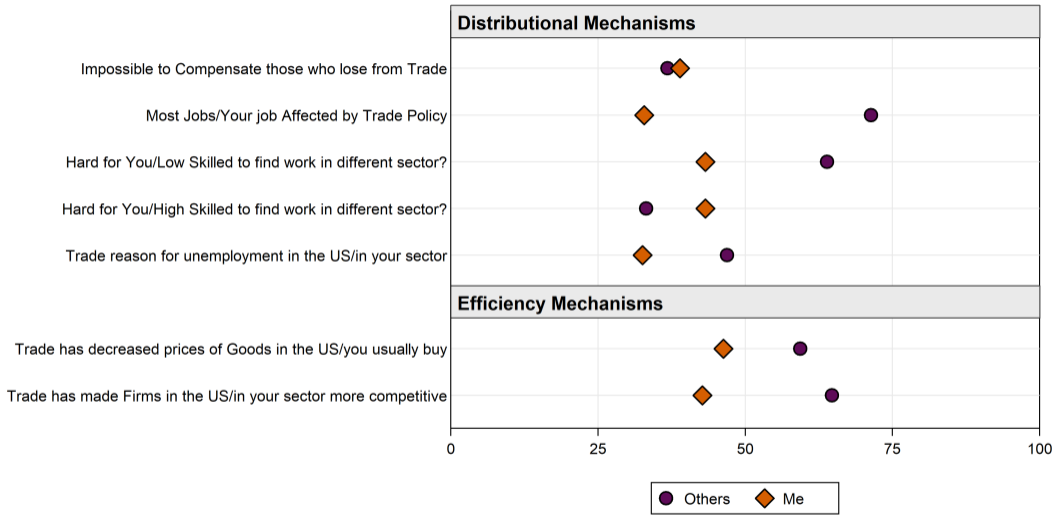 Distributional Mechanisms
Impossible to Compensate those who lose from Trade
Most Jobs/Your job Affected by Trade Policy
Hard for You/Low Skilled to find work in different sector?
Hard for You/High Skilled to find work in different sector?
Trade reason for unemployment in the US/in your sector
Efficiency Mechanisms
Trade has decreased prices of Goods in the US/you usually buy
Trade has made Firms in the US/in your sector more competitive
0 25 50 75 100
Others Me